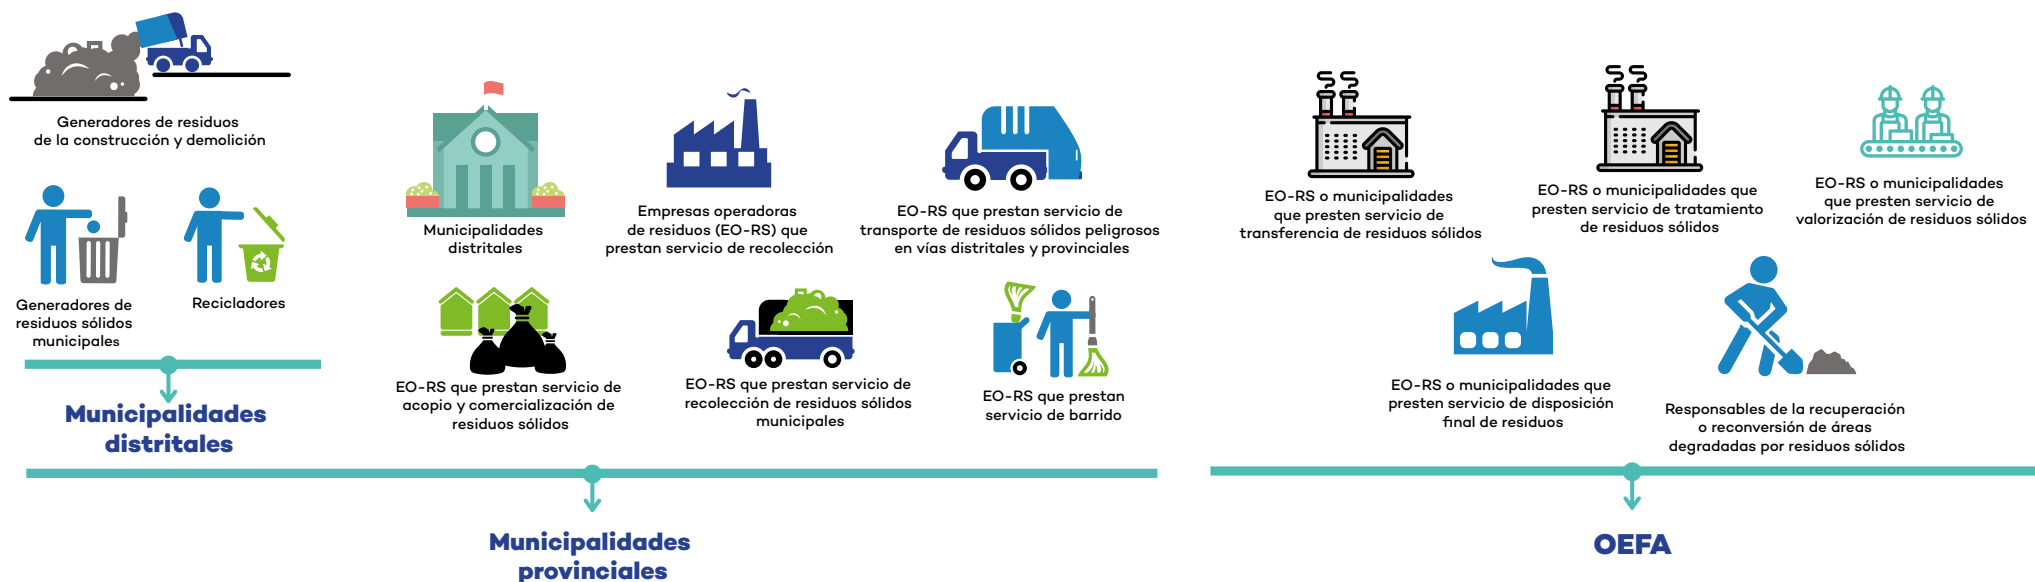 Generadores de residuos
de la construcción y demolición
Generadores de
residuos sólidos
municipales
Recicladores
Municipalidades
distritales
Municipalidades
distritales
Empresas operadoras
de residuos (EO-RS) que
prestan servicio de recolección
EO-RS que prestan servicio de
transporte de residuos sólidos peligrosos
en vías distritales y provinciales
EO-RS que prestan servicio de
acopio y comercialización de
residuos sólidos
EO-RS que prestan servicio de
recolección de residuos sólidos
municipales
EO-RS que prestan
servicio de barrido
Municipalidades
provinciales
EO-RS o municipalidades
que presten servicio de
transferencia de residuos sólidos
EO-RS o municipalidades que
presten servicio de tratamiento
de residuos sólidos
EO-RS o municipalidades
que presten servicio de
valorización de residuos sólidos
EO-RS o municipalidades que
presten servicio de disposición
final de residuos
Responsables de la recuperación
o reconversión de áreas
degradadas por residuos sólidos
OEFA